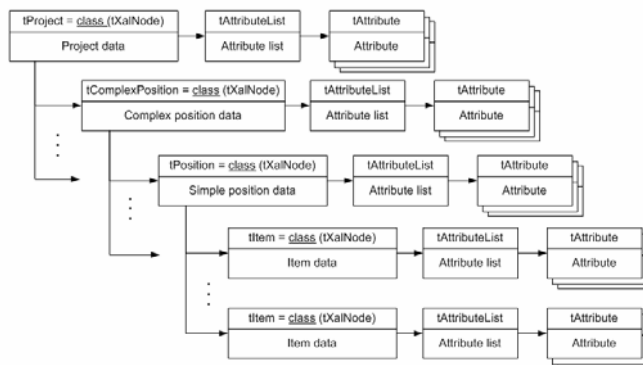 tProject = class (tXalNode)
Project data
tAttributeList
Attribute list
tAttribute
Attribute
tComplexPosition = class (tXalNode)
Complex position data
tAttributeList
Attribute list
tAttribute
Attribute
tPosition = class (tXalNode)
Simple position data
tAttributeList
Attribute list
tAttribute
Attribute
tItem = class (tXalNode)
Item data
tAttributeList
Attribute list
tAttribute
Attribute
tItem = class (tXalNode)
Item data
tAttributeList
Attribute list
tAttribute
Attribute